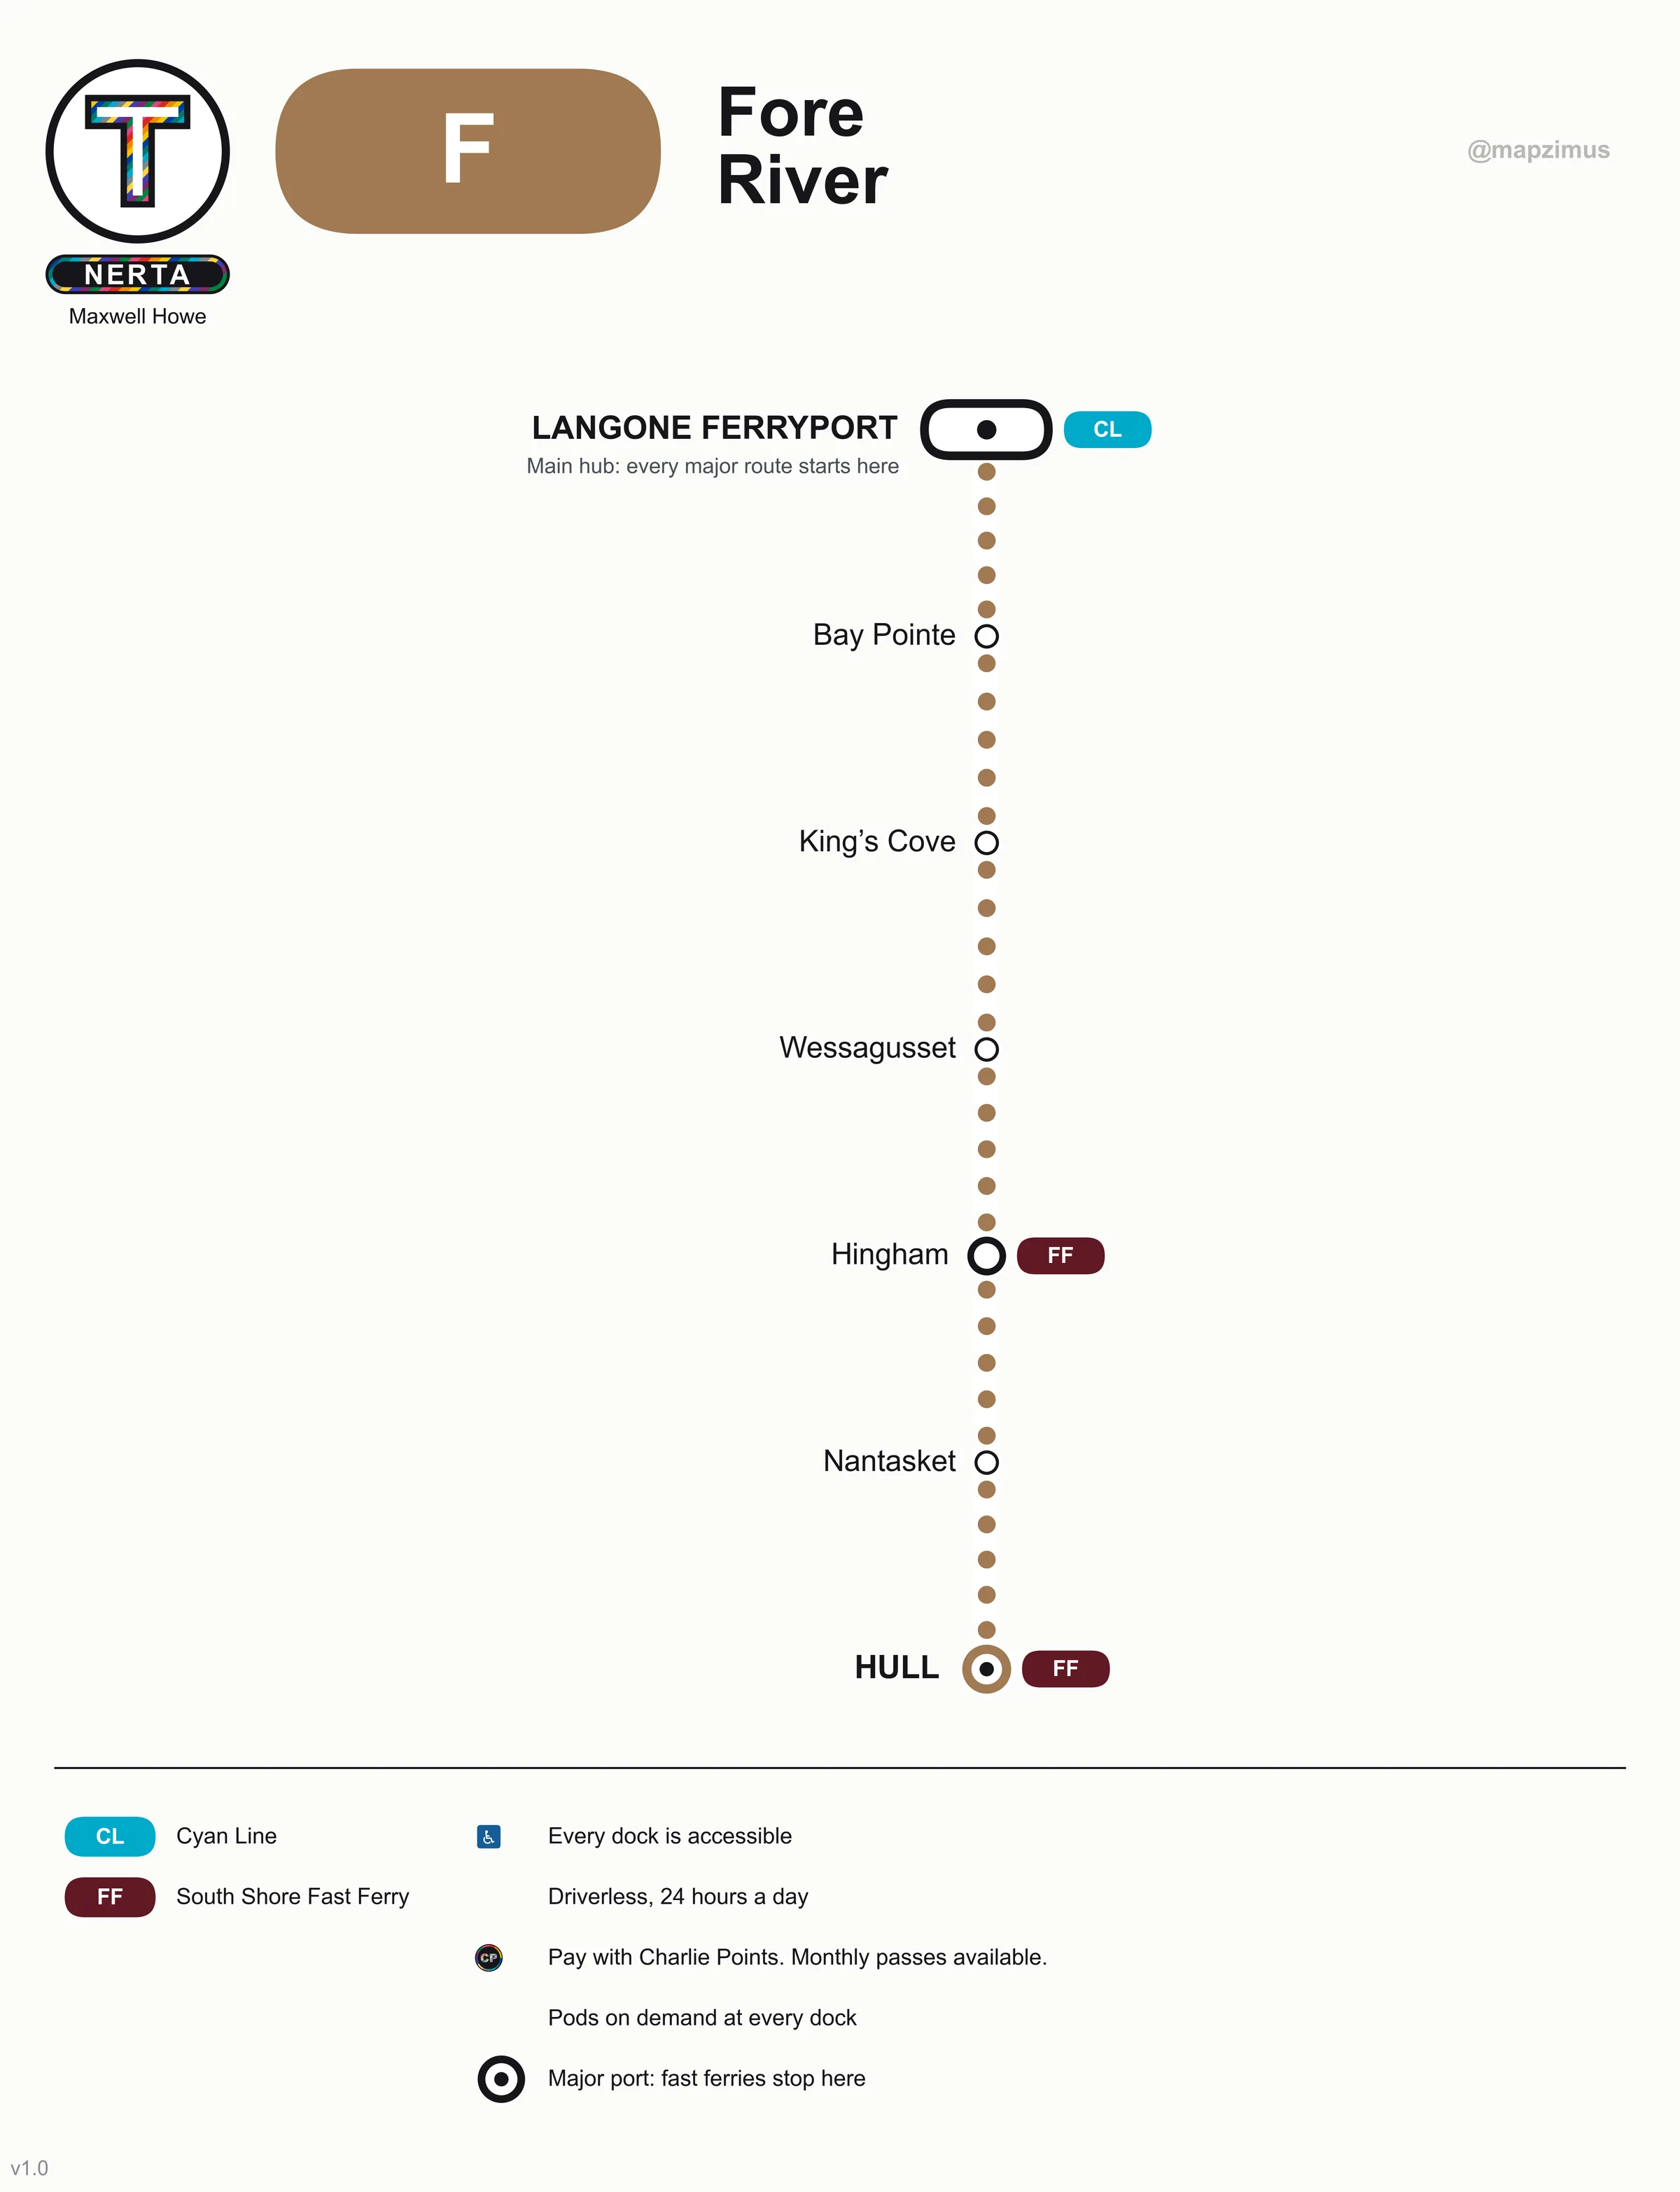 T
F
Fore
River
@mapzimus
NERTA
Maxwell Howe
LANGONE FERRYPORT
CL
Main hub: every major route starts here
Bay Pointe
King’s Cove
Wessagusset
Hingham
FF
Nantasket
HULL
FF
CL
Cyan Line
FF
South Shore Fast Ferry
Every dock is accessible
Driverless, 24 hours a day
CP
Pay with Charlie Points. Monthly passes available.
Pods on demand at every dock
Major port: fast ferries stop here
v1.0